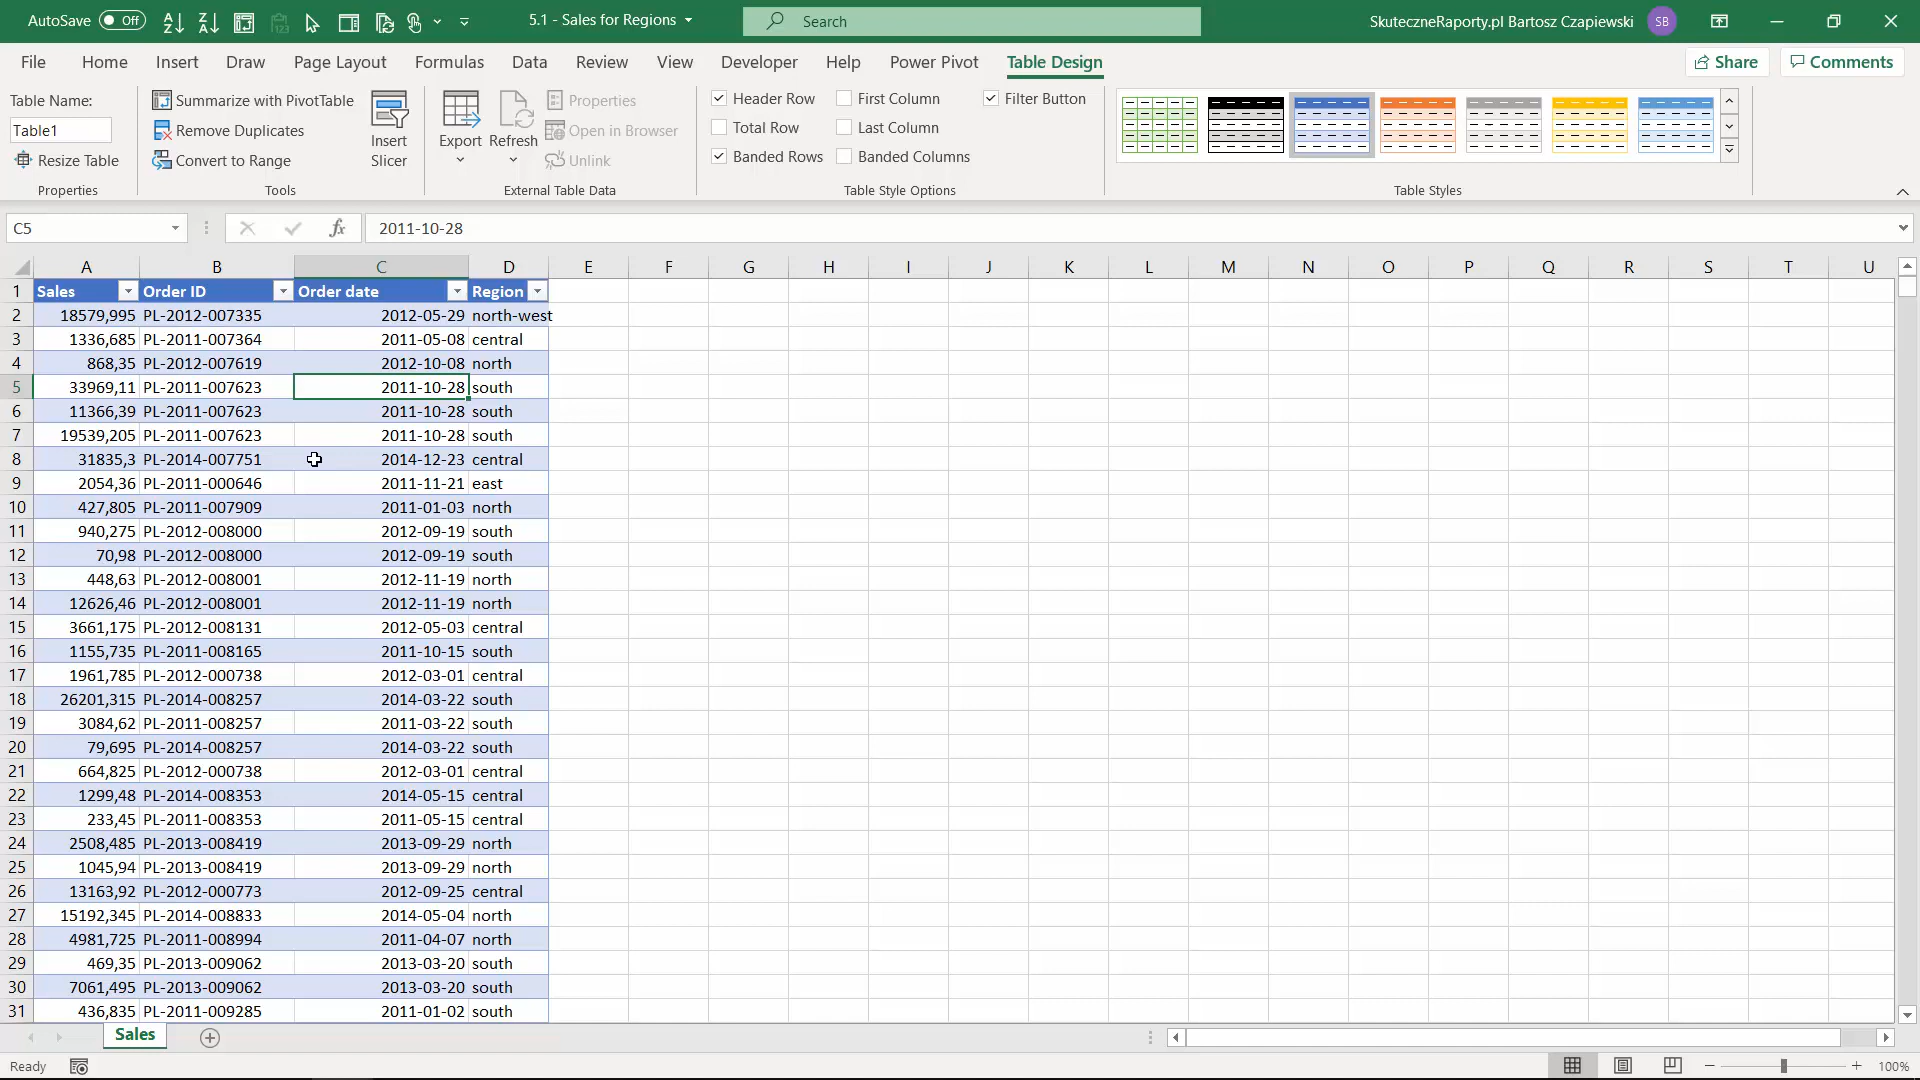 AutoSave Off 5.1 - Sales for Regions Search SkuteczneRaporty.pl Bartosz Czapiewski SB
File Home Insert Draw Page Layout Formulas Data Review View Developer Help Power Pivot Table Design Share Comments
Table Name: Summarize with PivotTable Properties Header Row First Column Filter Button
Table1 Remove Duplicates Insert Slicer Export Refresh Open in Browser Total Row Last Column
Resize Table Convert to Range Unlink Banded Rows Banded Columns
Properties Tools External Table Data Table Style Options Table Styles
C5 fx 2011-10-28
A B C D E F G H I J K L M N O P Q R S T U
1 Sales Order ID Order date Region
2 18579,995 PL-2012-007335 2012-05-29 north-west
3 1336,685 PL-2011-007364 2011-05-08 central
4 868,35 PL-2012-007619 2012-10-08 north
5 33969,11 PL-2011-007623 2011-10-28 south
6 11366,39 PL-2011-007623 2011-10-28 south
7 19539,205 PL-2011-007623 2011-10-28 south
8 31835,3 PL-2014-007751 2014-12-23 central
9 2054,36 PL-2011-000646 2011-11-21 east
10 427,805 PL-2011-007909 2011-01-03 north
11 940,275 PL-2012-008000 2012-09-19 south
12 70,98 PL-2012-008000 2012-09-19 south
13 448,63 PL-2012-008001 2012-11-19 north
14 12626,46 PL-2012-008001 2012-11-19 north
15 3661,175 PL-2012-008131 2012-05-03 central
16 1155,735 PL-2011-008165 2011-10-15 south
17 1961,785 PL-2012-000738 2012-03-01 central
18 26201,315 PL-2014-008257 2014-03-22 south
19 3084,62 PL-2011-008257 2011-03-22 south
20 79,695 PL-2014-008257 2014-03-22 south
21 664,825 PL-2012-000738 2012-03-01 central
22 1299,48 PL-2014-008353 2014-05-15 central
23 233,45 PL-2011-008353 2011-05-15 central
24 2508,485 PL-2013-008419 2013-09-29 north
25 1045,94 PL-2013-008419 2013-09-29 north
26 13163,92 PL-2012-000773 2012-09-25 central
27 15192,345 PL-2014-008833 2014-05-04 north
28 4981,725 PL-2011-008994 2011-04-07 north
29 469,35 PL-2013-009062 2013-03-20 south
30 7061,495 PL-2013-009062 2013-03-20 south
31 436,835 PL-2011-009285 2011-01-02 south
Sales
Ready 100%